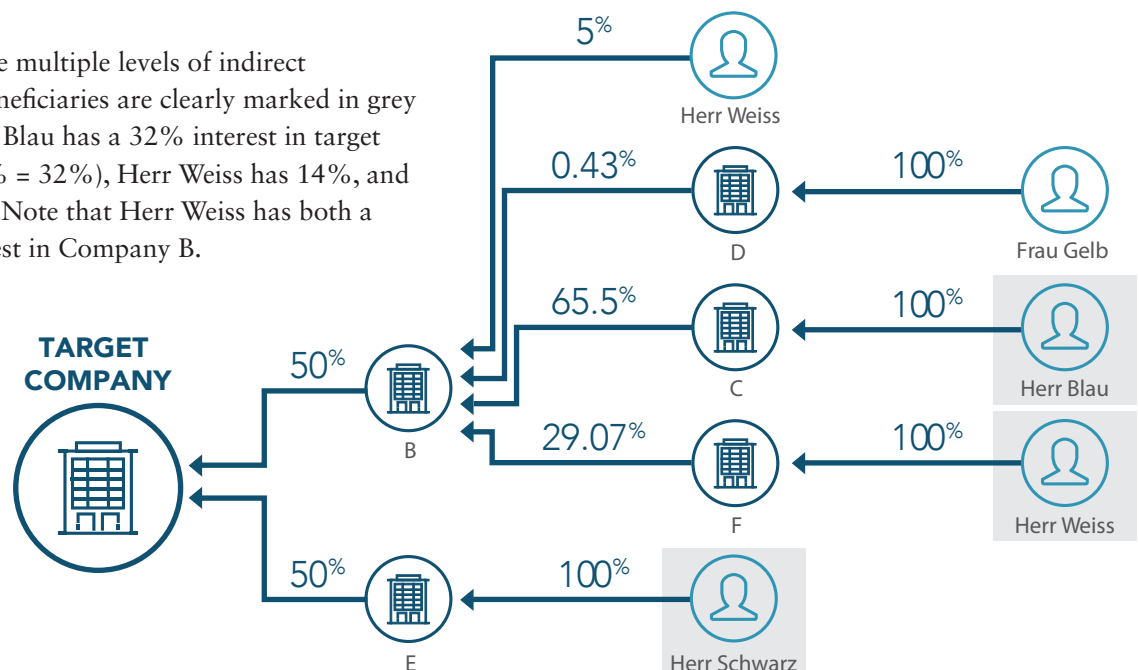 e multiple levels of indirect
neficiaries are clearly marked in grey
Blau has a 32% interest in target
% = 32%), Herr Weiss has 14%, and
Note that Herr Weiss has both a
est in Company B.
5%
Herr Weiss
0.43%
100%
D
Frau Gelb
65.5%
100%
C
Herr Blau
TARGET
COMPANY
50%
B
29.07%
100%
F
Herr Weiss
50%
100%
E
Herr Schwarz